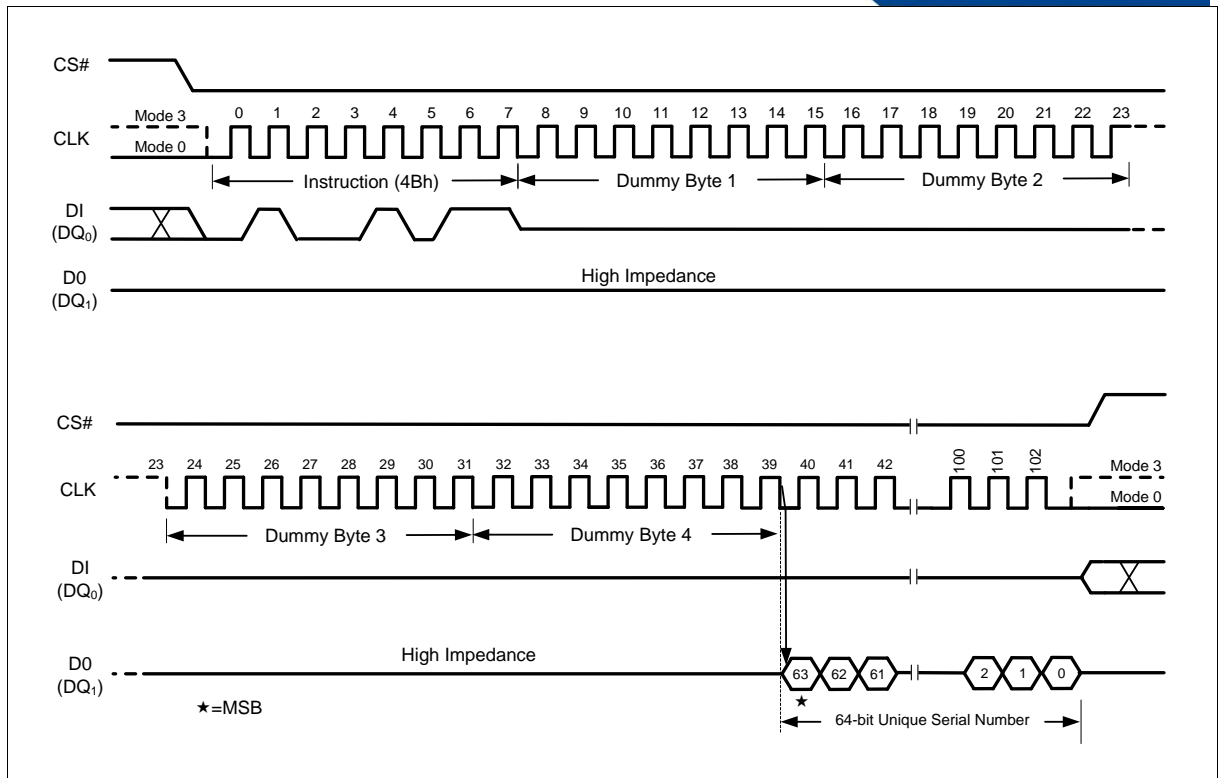 CS#
Mode 3
0 1 2 3 4 5 6 7 8 9 10 11 12 13 14 15 16 17 18 19 20 21 22 23
CLK
Mode 0
Instruction (4Bh)
Dummy Byte 1
Dummy Byte 2
DI
(DQ0)
D0
(DQ1)
High Impedance
CS#
23 24 25 26 27 28 29 30 31 32 33 34 35 36 37 38 39 40 41 42 100 101 102
Mode 3
CLK
Mode 0
Dummy Byte 3
Dummy Byte 4
DI
(DQ0)
High Impedance
D0
(DQ1)
63 62 61 2 1 0
★=MSB
★
64-bit Unique Serial Number